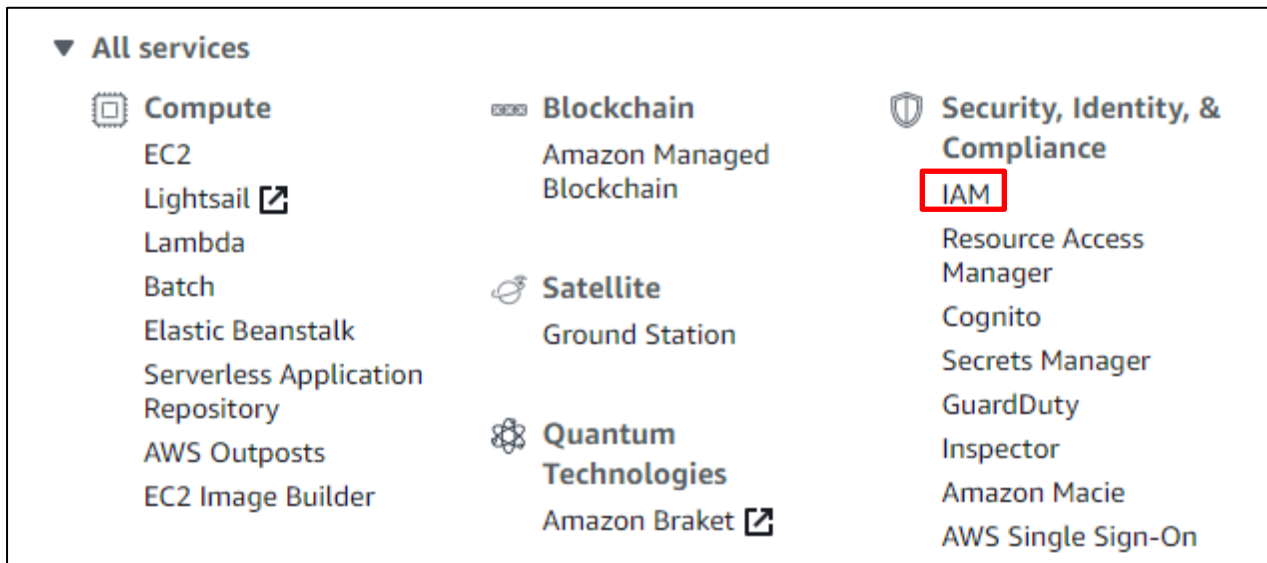 All services
Compute
EC2
Lightsail
Lambda
Batch
Elastic Beanstalk
Serverless Application
Repository
AWS Outposts
EC2 Image Builder
Blockchain
Amazon Managed
Blockchain
Satellite
Ground Station
Quantum
Technologies
Amazon Braket
Security, Identity, &
Compliance
IAM
Resource Access
Manager
Cognito
Secrets Manager
GuardDuty
Inspector
Amazon Macie
AWS Single Sign-On